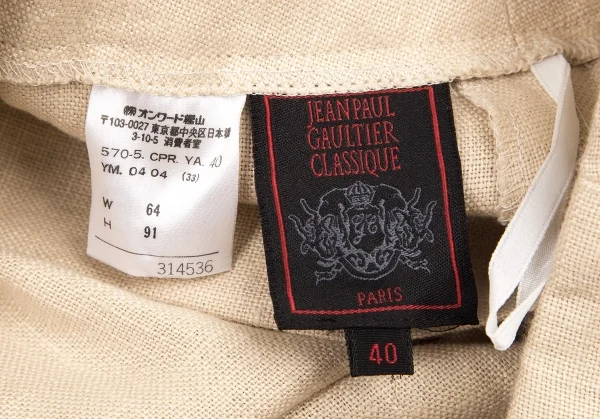 ㈱オンワード樫山
〒103-0027 東京都中央区日本橋
3-10-5 消費者室
570-5. CPR. YA. 40
YM. 04 04 (33)
W 64
H 91
314536
JEAN PAUL
GAULTIER
CLASSIQUE
PARIS
40